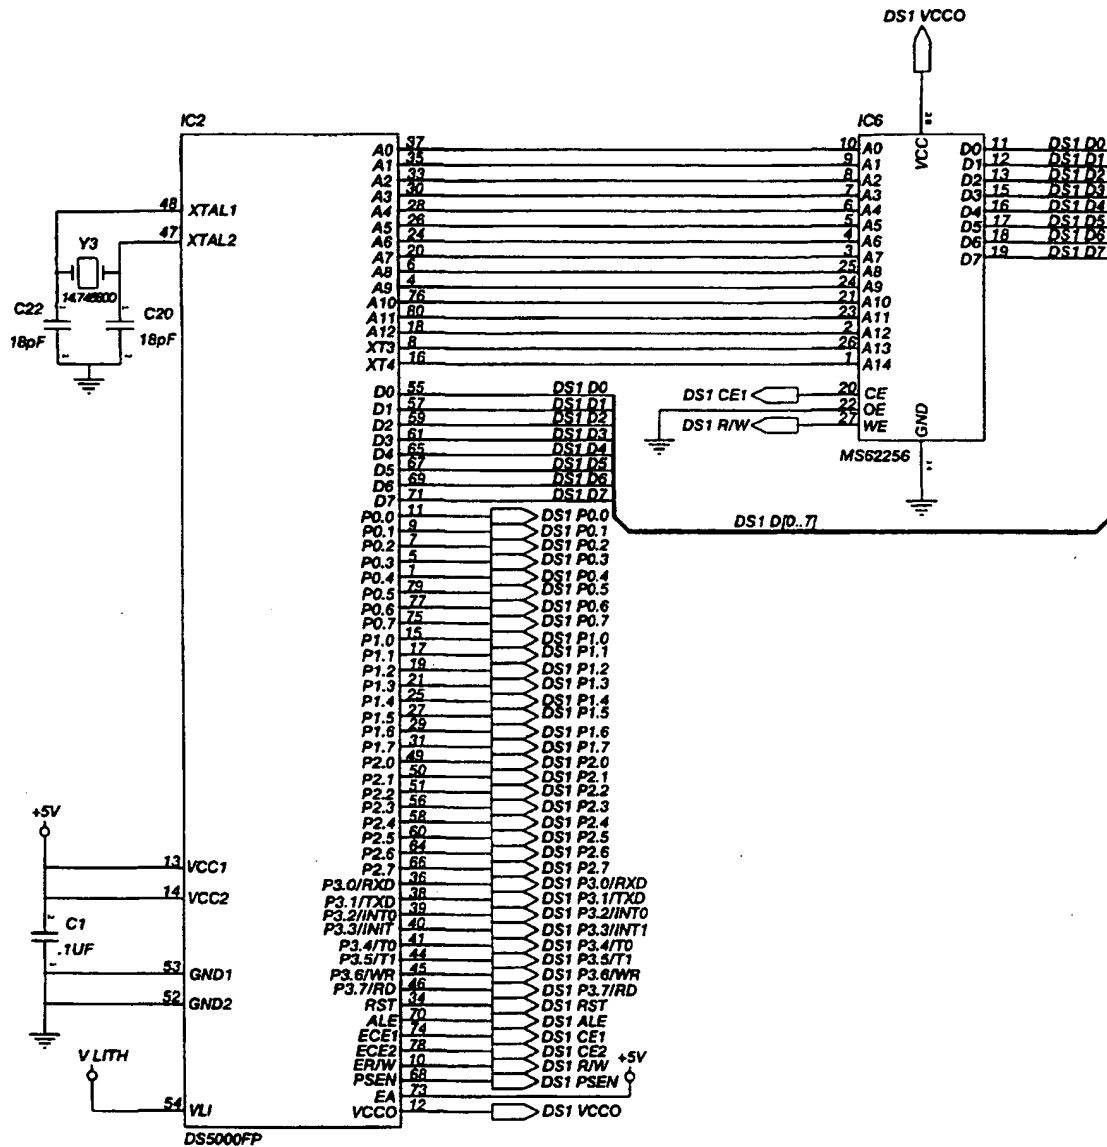 DS1 VCCO
IC2
IC6
A0 37
A1 35
A2 33
A3 30
A4 28
A5 26
A6 24
A7 20
A8 6
A9 4
A10 76
A11 80
A12 18
XT3 8
XT4 16
10 A0
9 A1
8 A2
7 A3
6 A4
5 A5
4 A6
3 A7
25 A8
24 A9
21 A10
23 A11
2 A12
26 A13
1 A14
VCC
D0 11 DS1 D0
D1 12 DS1 D1
D2 13 DS1 D2
D3 15 DS1 D3
D4 16 DS1 D4
D5 17 DS1 D5
D6 18 DS1 D6
D7 19 DS1 D7
48 XTAL1
47 XTAL2
Y3
C22
18pF
C20
18pF
DS1 CE1 20 CE
22 OE
DS1 R/W 27 WE
GND
MS62256
D0 55 DS1 D0
D1 57 DS1 D1
D2 59 DS1 D2
D3 61 DS1 D3
D4 65 DS1 D4
D5 67 DS1 D5
D6 69 DS1 D6
D7 71 DS1 D7
DS1 D[0..7]
P0.0 11 DS1 P0.0
P0.1 9 DS1 P0.1
P0.2 7 DS1 P0.2
P0.3 5 DS1 P0.3
P0.4 1 DS1 P0.4
P0.5 79 DS1 P0.5
P0.6 77 DS1 P0.6
P0.7 75 DS1 P0.7
P1.0 15 DS1 P1.0
P1.1 17 DS1 P1.1
P1.2 19 DS1 P1.2
P1.3 21 DS1 P1.3
P1.4 25 DS1 P1.4
P1.5 27 DS1 P1.5
P1.6 29 DS1 P1.6
P1.7 31 DS1 P1.7
P2.0 49 DS1 P2.0
P2.1 50 DS1 P2.1
P2.2 51 DS1 P2.2
P2.3 56 DS1 P2.3
P2.4 58 DS1 P2.4
P2.5 60 DS1 P2.5
P2.6 64 DS1 P2.6
P2.7 66 DS1 P2.7
P3.0/RXD 36 DS1 P3.0/RXD
P3.1/TXD 38 DS1 P3.1/TXD
P3.2/INT0 39 DS1 P3.2/INT0
P3.3/INIT 40 DS1 P3.3/INT1
P3.4/T0 41 DS1 P3.4/T0
P3.5/T1 44 DS1 P3.5/T1
P3.6/WR 45 DS1 P3.6/WR
P3.7/RD 46 DS1 P3.7/RD
RST 34 DS1 RST
ALE 70 DS1 ALE
ECE1 74 DS1 CE1
ECE2 78 DS1 CE2
ER/W 10 DS1 R/W
PSEN 68 DS1 PSEN
EA 73 +5V
VCCO 12 DS1 VCCO
+5V
13 VCC1
14 VCC2
C1
.1UF
53 GND1
52 GND2
V LITH
54 VLI
DS5000FP